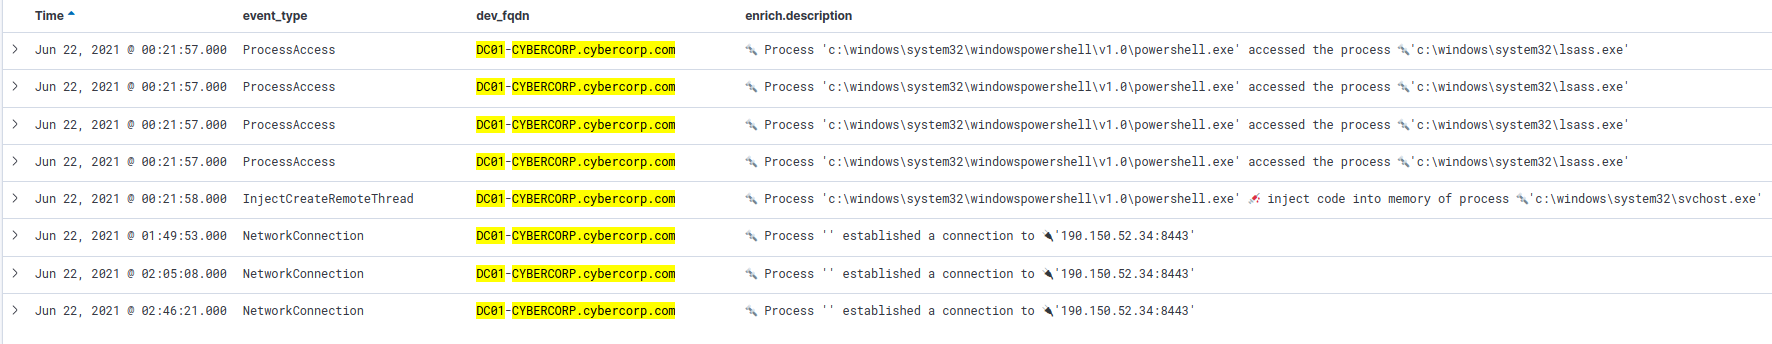 Time event_type dev_fqdn enrich.description
Jun 22, 2021 @ 00:21:57.000 ProcessAccess DC01-CYBERCORP.cybercorp.com Process 'c:\windows\system32\windowspowershell\v1.0\powershell.exe' accessed the process 'c:\windows\system32\lsass.exe'
Jun 22, 2021 @ 00:21:57.000 ProcessAccess DC01-CYBERCORP.cybercorp.com Process 'c:\windows\system32\windowspowershell\v1.0\powershell.exe' accessed the process 'c:\windows\system32\lsass.exe'
Jun 22, 2021 @ 00:21:57.000 ProcessAccess DC01-CYBERCORP.cybercorp.com Process 'c:\windows\system32\windowspowershell\v1.0\powershell.exe' accessed the process 'c:\windows\system32\lsass.exe'
Jun 22, 2021 @ 00:21:57.000 ProcessAccess DC01-CYBERCORP.cybercorp.com Process 'c:\windows\system32\windowspowershell\v1.0\powershell.exe' accessed the process 'c:\windows\system32\lsass.exe'
Jun 22, 2021 @ 00:21:58.000 InjectCreateRemoteThread DC01-CYBERCORP.cybercorp.com Process 'c:\windows\system32\windowspowershell\v1.0\powershell.exe' inject code into memory of process 'c:\windows\system32\svchost.exe'
Jun 22, 2021 @ 01:49:53.000 NetworkConnection DC01-CYBERCORP.cybercorp.com Process '' established a connection to '190.150.52.34:8443'
Jun 22, 2021 @ 02:05:08.000 NetworkConnection DC01-CYBERCORP.cybercorp.com Process '' established a connection to '190.150.52.34:8443'
Jun 22, 2021 @ 02:46:21.000 NetworkConnection DC01-CYBERCORP.cybercorp.com Process '' established a connection to '190.150.52.34:8443'